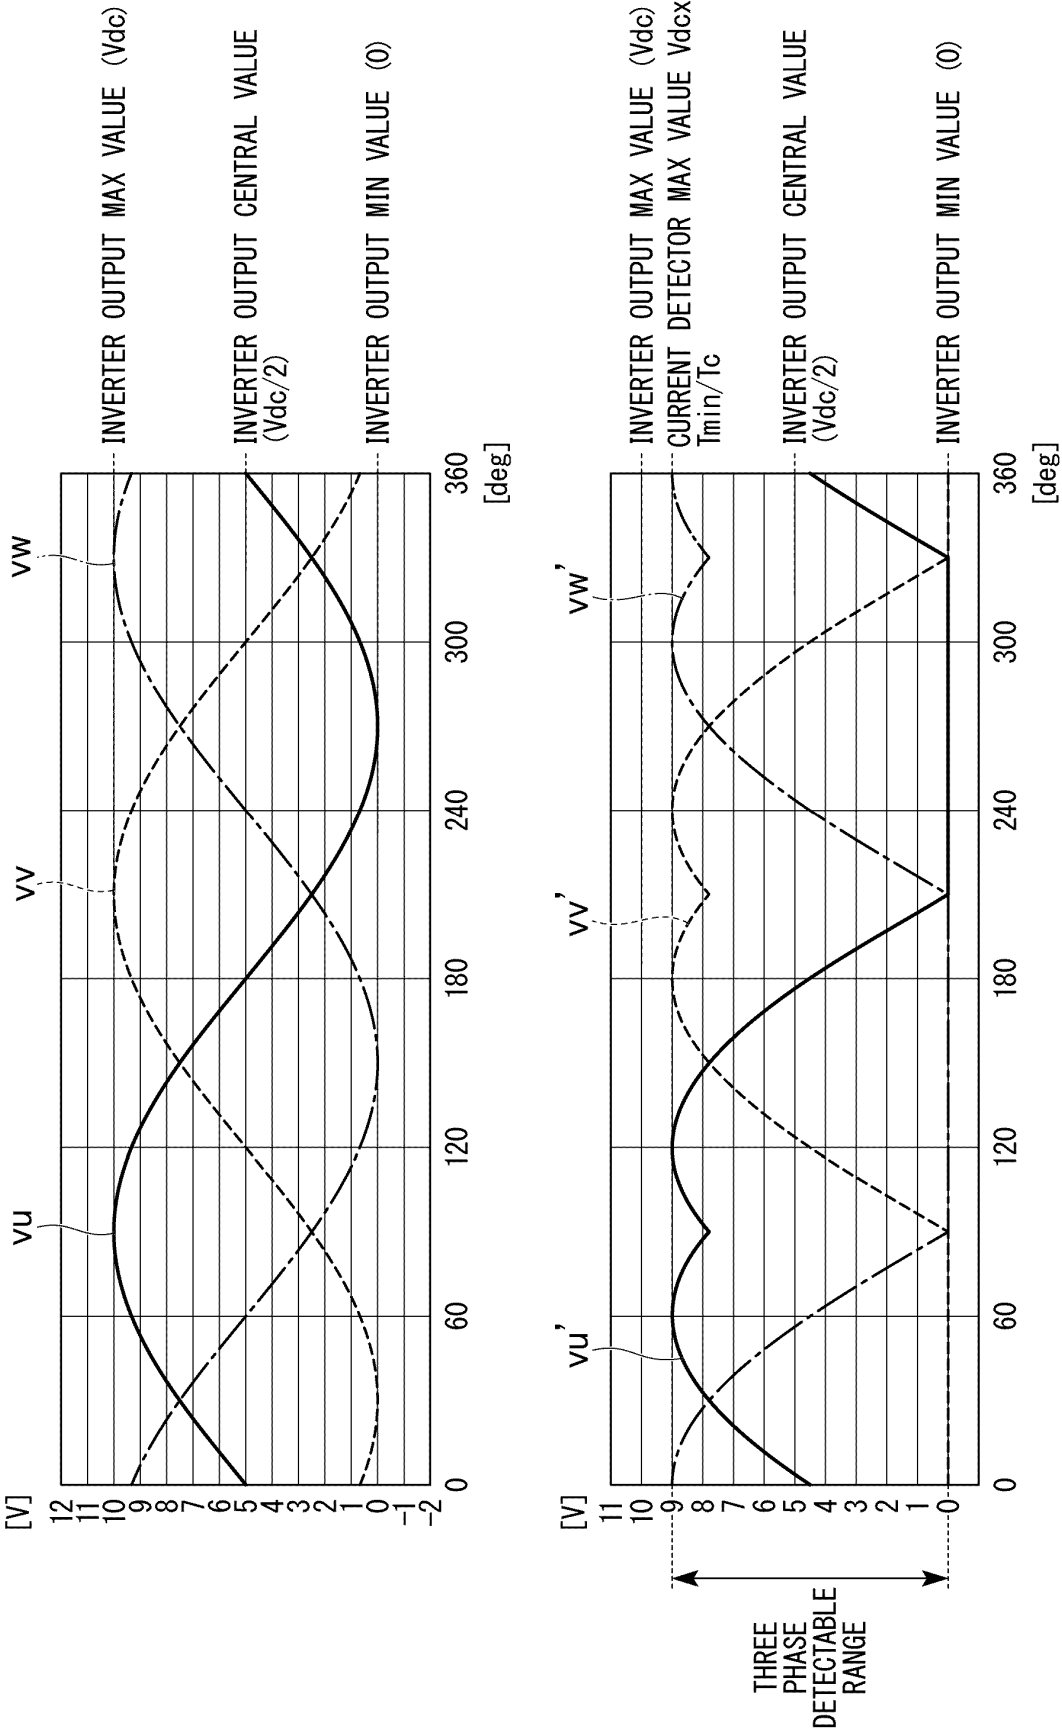 [V]
12
11
10
9
8
7
6
5
4
3
2
1
0
-1
-2
vu
vv
vw
0
60
120
180
240
300
360
[deg]
INVERTER OUTPUT MAX VALUE (Vdc)
INVERTER OUTPUT CENTRAL VALUE
(Vdc/2)
INVERTER OUTPUT MIN VALUE (0)
[V]
11
10
9
8
7
6
5
4
3
2
1
0
vu'
vv'
vw'
0
60
120
180
240
300
360
[deg]
THREE
PHASE
DETECTABLE
RANGE
INVERTER OUTPUT MAX VALUE (Vdc)
CURRENT DETECTOR MAX VALUE Vdcx
Tmin/Tc
INVERTER OUTPUT CENTRAL VALUE
(Vdc/2)
INVERTER OUTPUT MIN VALUE (0)